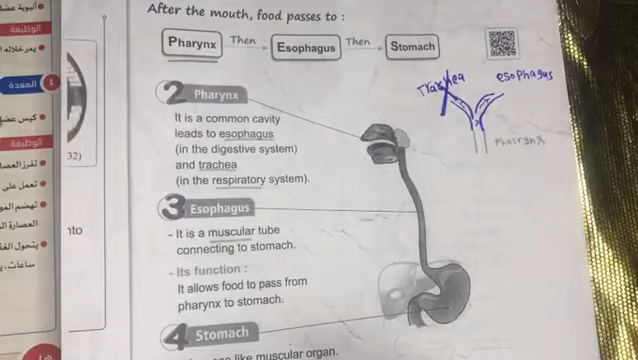 After the mouth, food passes to :
Pharynx Then Esophagus Then Stomach
Trachea esophagus
Pharynx
2 Pharynx
It is a common cavity
leads to esophagus
(in the digestive system)
and trachea
(in the respiratory system).
3 Esophagus
- It is a muscular tube
connecting to stomach.
- Its function :
It allows food to pass from
pharynx to stomach.
4 Stomach
like muscular organ.
الوظيفة
٤ المعدة
الوظيفة
32)
nto